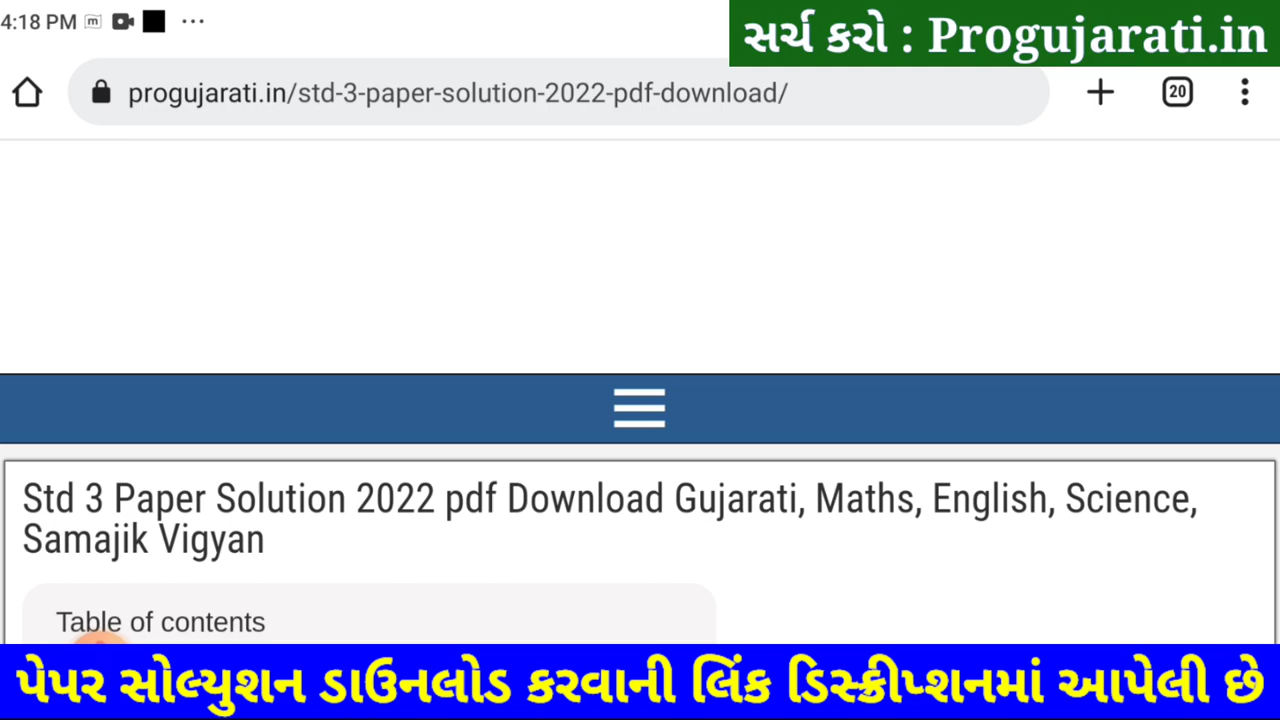 4:18 PM
સર્ચ કરો : Progujarati.in
progujarati.in/std-3-paper-solution-2022-pdf-download/
20
Std 3 Paper Solution 2022 pdf Download Gujarati, Maths, English, Science,
Samajik Vigyan
Table of contents
પેપર સોલ્યુશન ડાઉનલોડ કરવાની લિંક ડિસ્ક્રીપ્શનમાં આપેલી છે